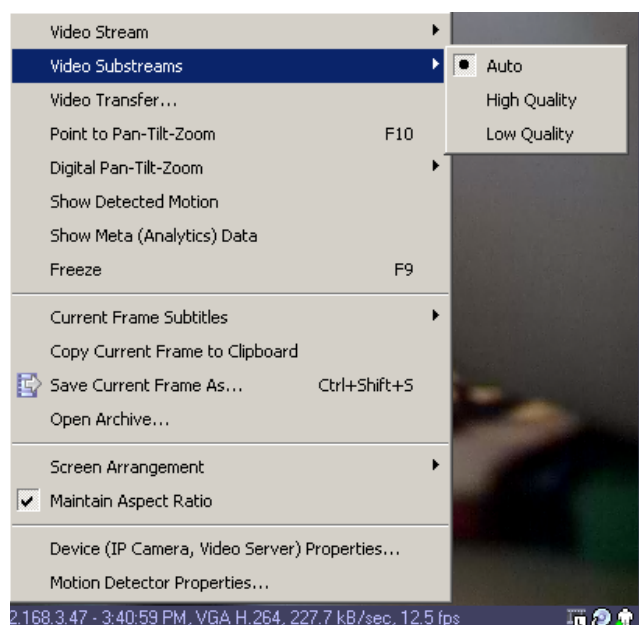 Video Stream
Video Substreams
Auto
Video Transfer...
High Quality
Point to Pan-Tilt-Zoom F10
Low Quality
Digital Pan-Tilt-Zoom
Show Detected Motion
Show Meta (Analytics) Data
Freeze F9
Current Frame Subtitles
Copy Current Frame to Clipboard
Save Current Frame As... Ctrl+Shift+S
Open Archive...
Screen Arrangement
Maintain Aspect Ratio
Device (IP Camera, Video Server) Properties...
Motion Detector Properties...
2.168.3.47 - 3:40:59 PM, VGA H.264, 227.7 kB/sec, 12.5 fps